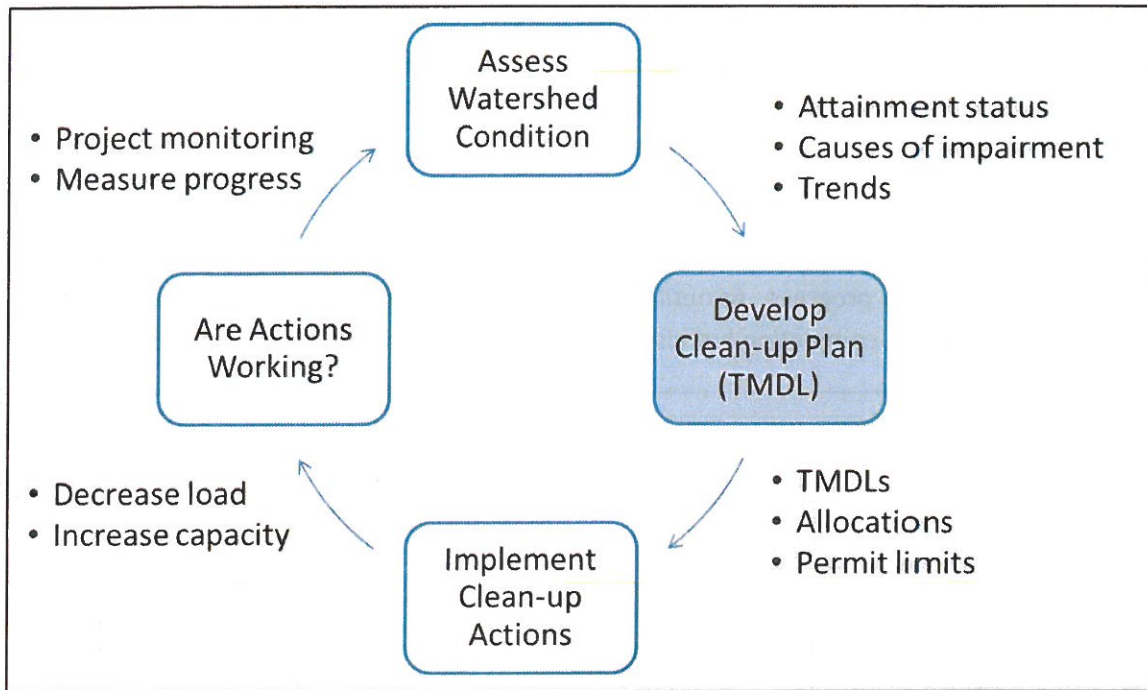 Assess
Watershed
Condition
• Attainment status
• Causes of impairment
• Trends
Develop
Clean-up Plan
(TMDL)
• TMDLs
• Allocations
• Permit limits
Implement
Clean-up
Actions
• Decrease load
• Increase capacity
Are Actions
Working?
• Project monitoring
• Measure progress